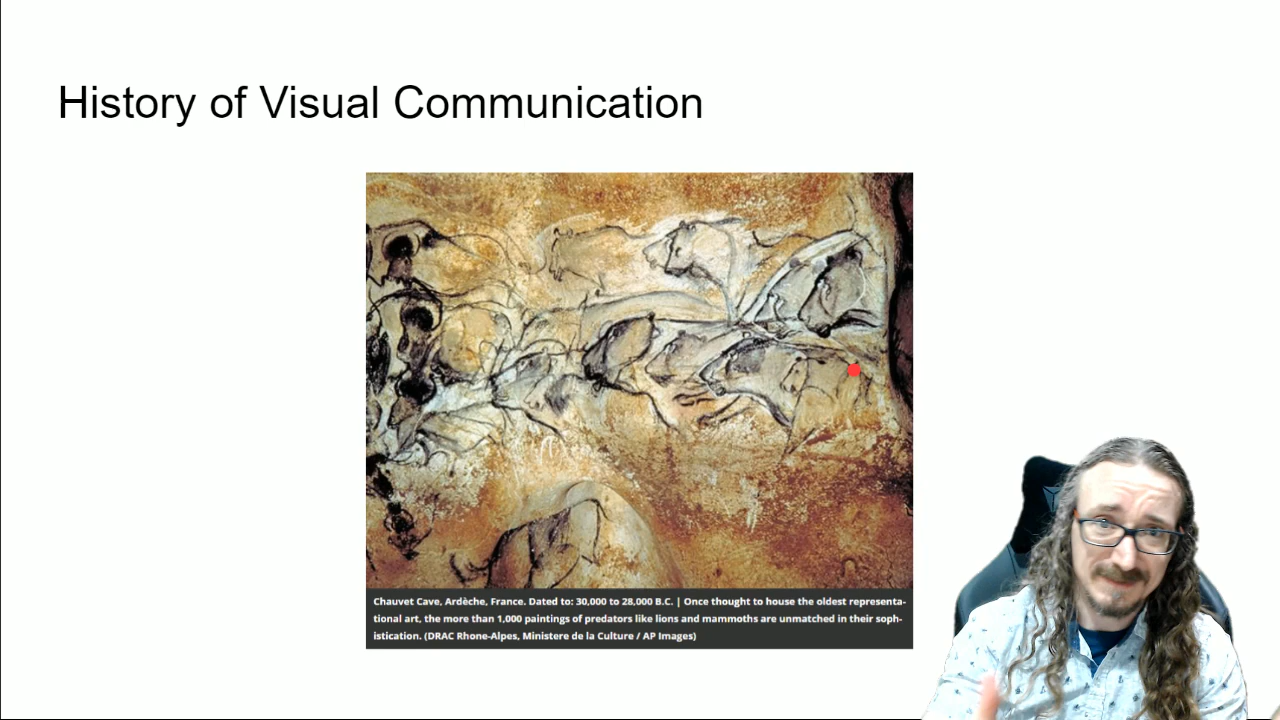 History of Visual Communication
Chauvet Cave, Ardèche, France. Dated to: 30,000 to 28,000 B.C. | Once thought to house the oldest representa-
tional art, the more than 1,000 paintings of predators like lions and mammoths are unmatched in their soph-
istication. (DRAC Rhone-Alpes, Ministere de la Culture / AP Images)